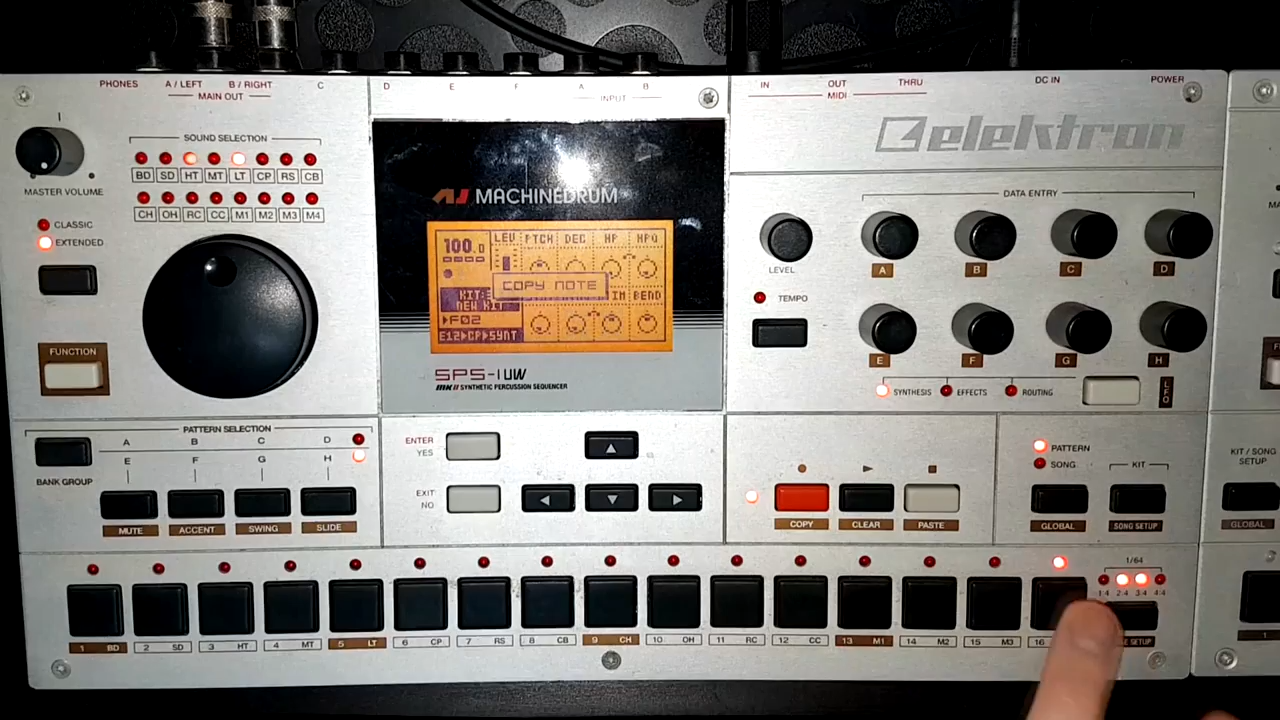 PHONES A / LEFT B / RIGHT C
MAIN OUT
D E F A B
INPUT
IN OUT THRU
MIDI
DC IN
POWER
elektron
MASTER VOLUME
SOUND SELECTION
BD SD HT MT LT CP RS CB
CH OH RC CC M1 M2 M3 M4
CLASSIC
EXTENDED
FUNCTION
MACHINEDRUM
100.0
LEV PTCH DEC HP HPQ
COPY NOTE
NEW KIT
BEND
F02
SPS-1UW
MKII SYNTHETIC PERCUSSION SEQUENCER
DATA ENTRY
LEVEL
A B C D
TEMPO
E F G H
SYNTHESIS EFFECTS ROUTING
LFO
PATTERN SELECTION
A B C D
E F G H
BANK GROUP
MUTE ACCENT SWING SLIDE
ENTER
YES
EXIT
NO
COPY CLEAR PASTE
PATTERN
SONG
KIT
GLOBAL SONG SETUP
KIT / SONG
SETUP
GLOBAL
1/64
1:4 2:4 3:4 4:4
1 BD 2 SD 3 HT 4 MT 5 LT 6 CP 7 RS 8 CB 9 CH 10 OH 11 RC 12 CC 13 M1 14 M2 15 M3 16
SETUP
1